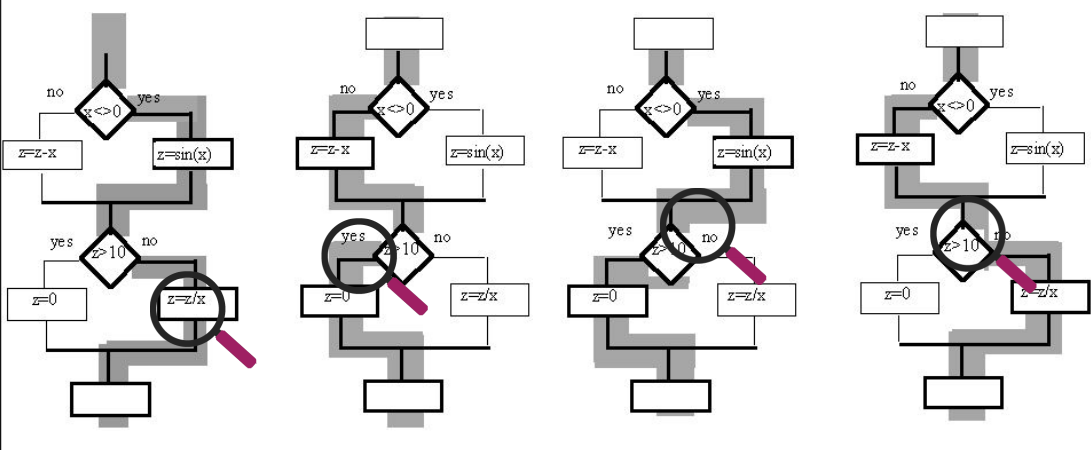 no
yes
x<>0
z=z-x
z=sin(x)
yes
no
z>10
z=0
z=z/x
no
yes
x<>0
z=z-x
z=sin(x)
yes
no
z>10
z=0
z=z/x
no
yes
x<>0
z=z-x
z=sin(x)
yes
no
z>10
z=0
z=z/x
no
yes
x<>0
z=z-x
z=sin(x)
yes
no
z>10
z=0
z=z/x